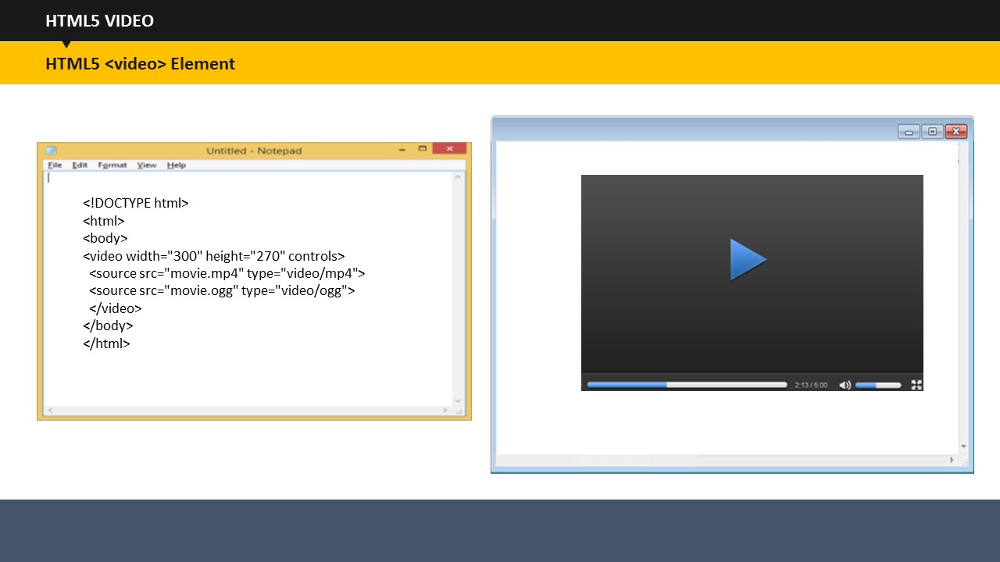 HTML5 VIDEO
HTML5 <video> Element
Untitled - Notepad
File Edit Format View Help
<!DOCTYPE html>
<html>
<body>
<video width="300" height="270" controls>
<source src="movie.mp4" type="video/mp4">
<source src="movie.ogg" type="video/ogg">
</video>
</body>
</html>
2:13 / 5:00